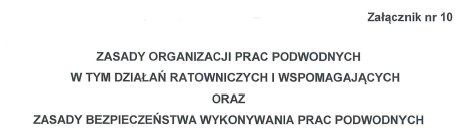 Załącznik nr 10
ZASADY ORGANIZACJI PRAC PODWODNYCH
W TYM DZIAŁAŃ RATOWNICZYCH I WSPOMAGAJĄCYCH
ORAZ
ZASADY BEZPIECZEŃSTWA WYKONYWANIA PRAC PODWODNYCH